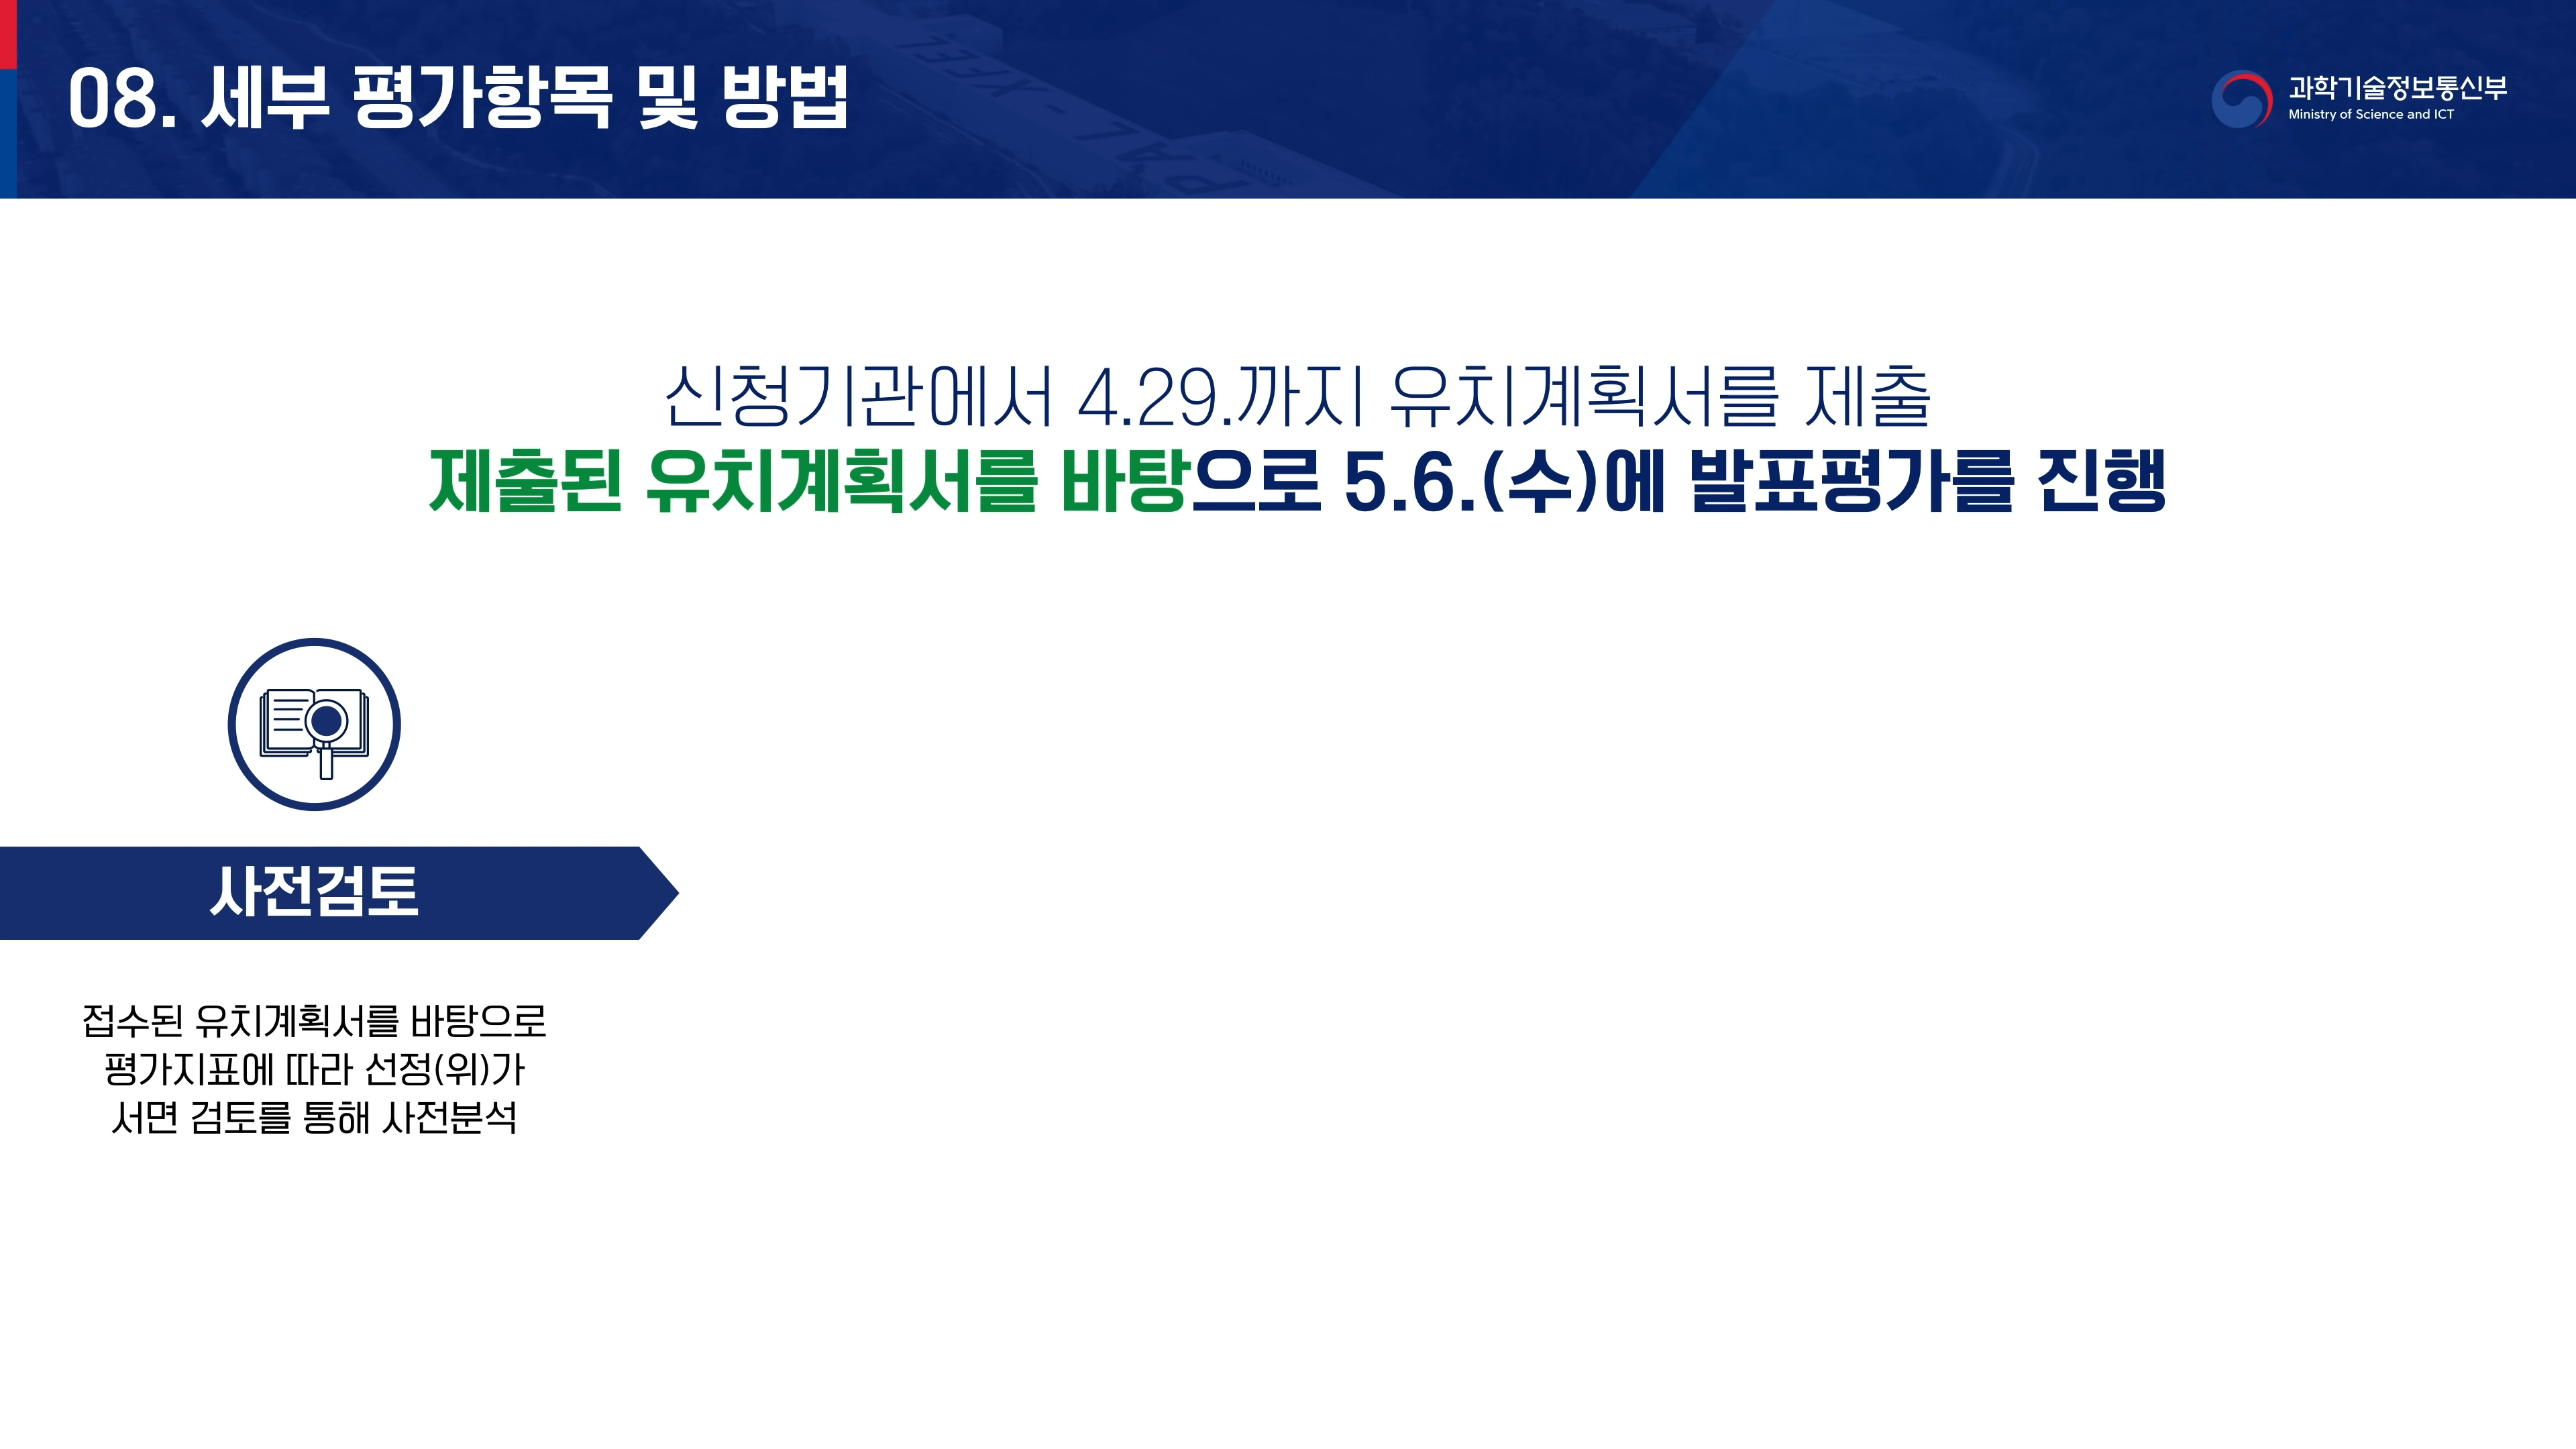 08. 세부 평가항목 및 방법
과학기술정보통신부
Ministry of Science and ICT
PAL-XFEL
신청기관에서 4.29.까지 유치계획서를 제출
제출된 유치계획서를 바탕으로 5.6.(수)에 발표평가를 진행
사전검토
접수된 유치계획서를 바탕으로
평가지표에 따라 선정(위)가
서면 검토를 통해 사전분석